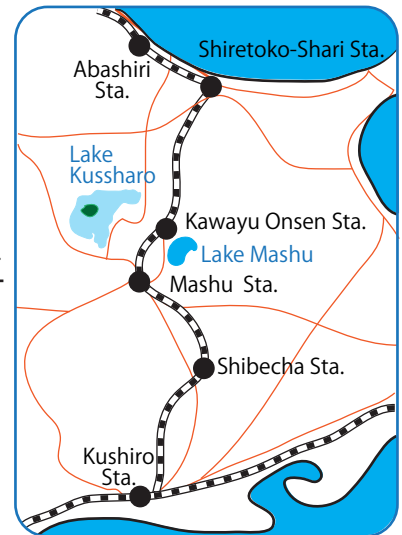 Shiretoko-Shari Sta.
Abashiri
Sta.
Lake
Kussharo
Kawayu Onsen Sta.
Lake Mashu
Mashu Sta.
Shibecha Sta.
Kushiro
Sta.